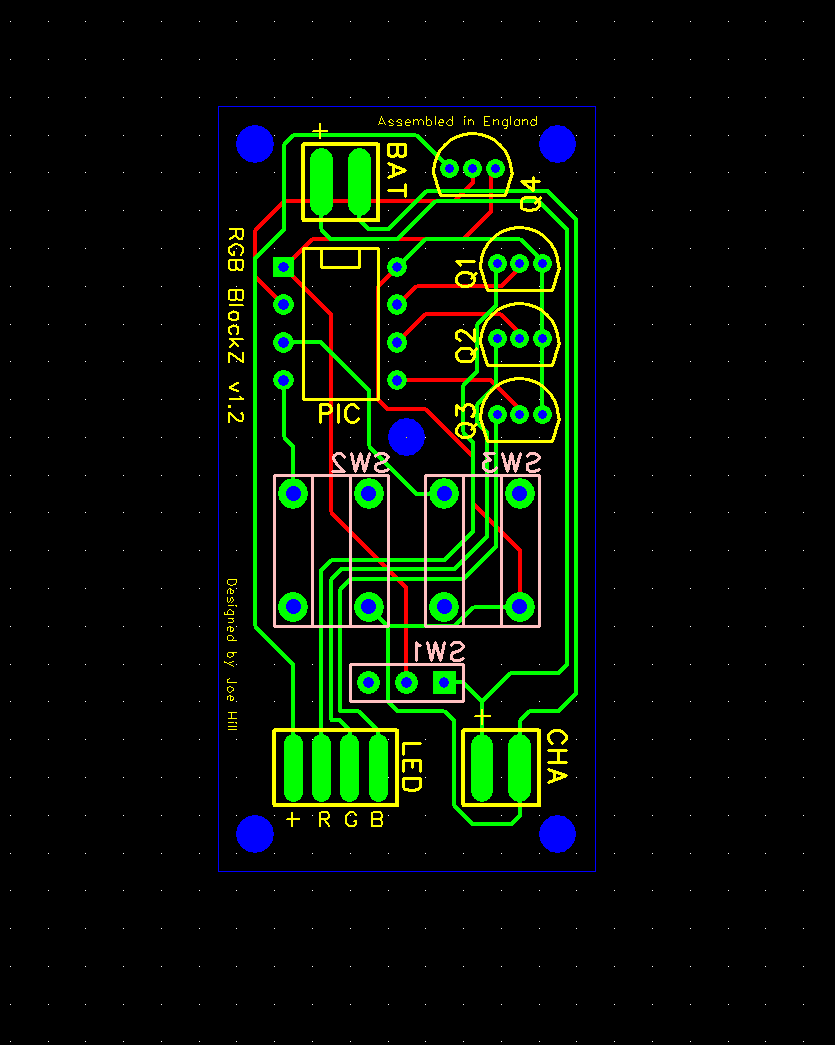 Assembled in England
+
BAT
Q4
RGB BlockZ v1.2
Q1
Q2
PIC
Q3
SW2
SW3
Designed by Joe Hill
SW1
+
LED
CHA
+ R G B